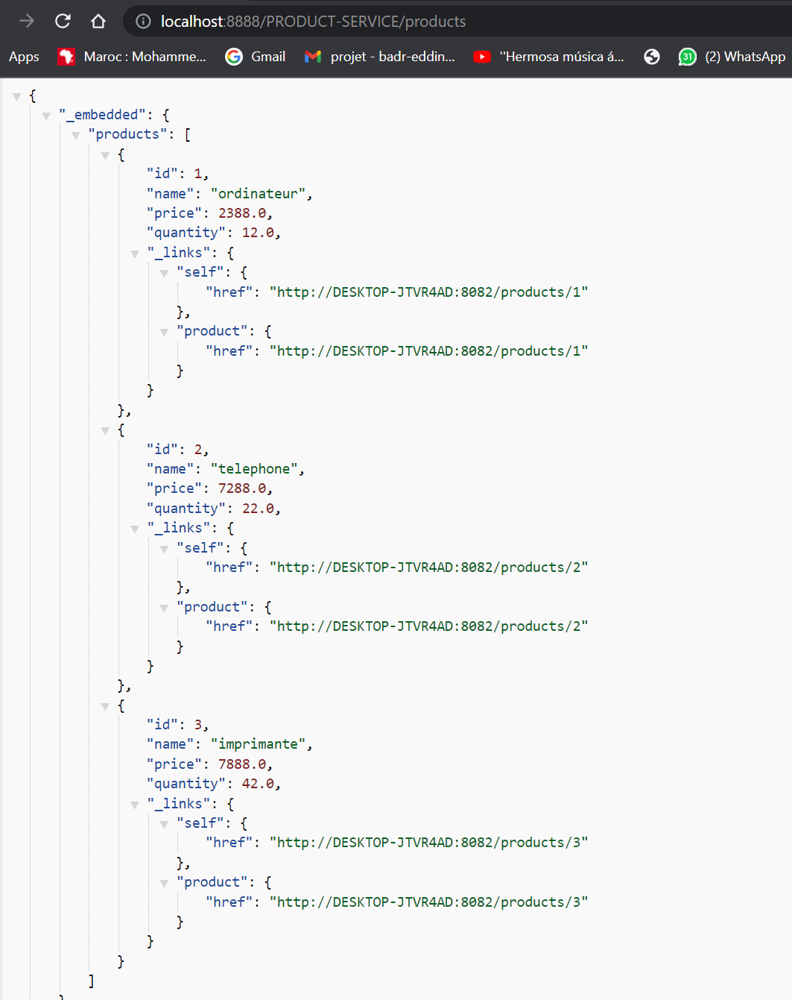 localhost:8888/PRODUCT-SERVICE/products
Apps Maroc : Mohamme... Gmail projet - badr-eddin... "Hermosa música á... 31 (2) WhatsApp
{
"_embedded": {
"products": [
{
"id": 1,
"name": "ordinateur",
"price": 2388.0,
"quantity": 12.0,
"_links": {
"self": {
"href": "http://DESKTOP-JTVR4AD:8082/products/1"
},
"product": {
"href": "http://DESKTOP-JTVR4AD:8082/products/1"
}
}
},
{
"id": 2,
"name": "telephone",
"price": 7288.0,
"quantity": 22.0,
"_links": {
"self": {
"href": "http://DESKTOP-JTVR4AD:8082/products/2"
},
"product": {
"href": "http://DESKTOP-JTVR4AD:8082/products/2"
}
}
},
{
"id": 3,
"name": "imprimante",
"price": 7888.0,
"quantity": 42.0,
"_links": {
"self": {
"href": "http://DESKTOP-JTVR4AD:8082/products/3"
},
"product": {
"href": "http://DESKTOP-JTVR4AD:8082/products/3"
}
}
}
]
}